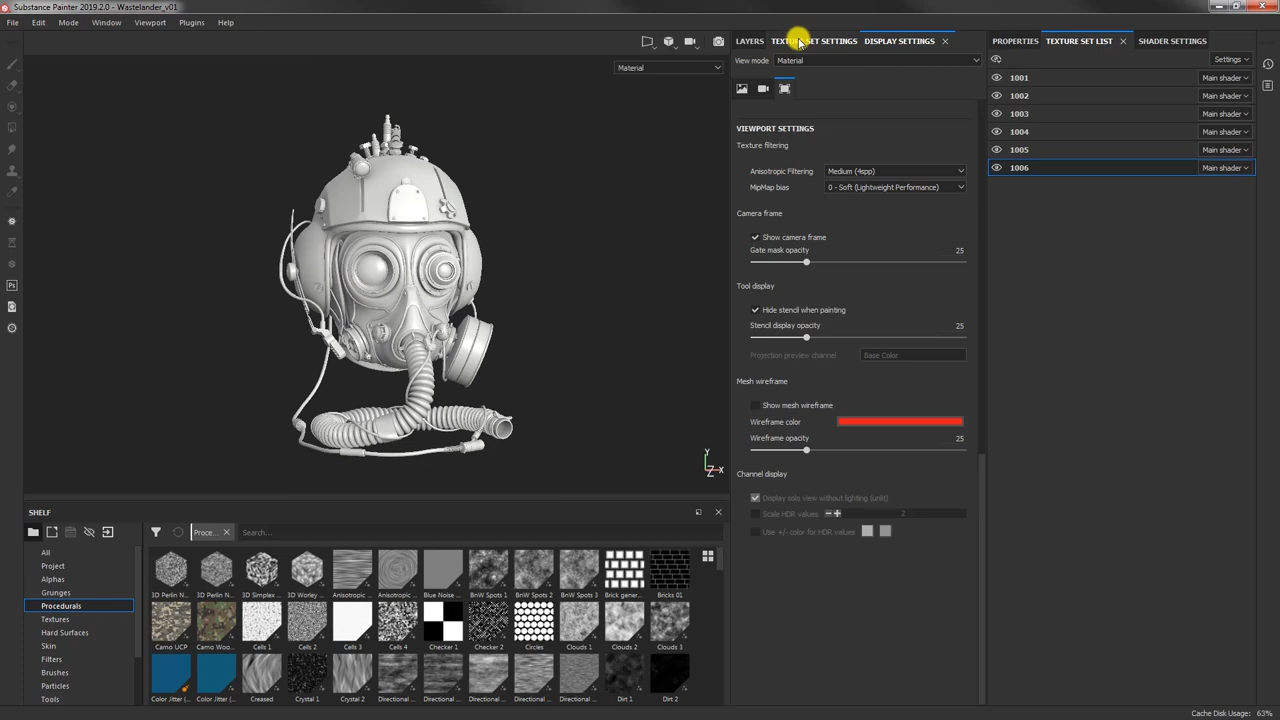 Substance Painter 2019.2.0 - Wastelander_v01
File Edit Mode Window Viewport Plugins Help
Material
LAYERS TEXTURE SET SETTINGS DISPLAY SETTINGS
View mode Material
VIEWPORT SETTINGS
Texture filtering
Anisotropic Filtering Medium (4spp)
MipMap bias 0 - Soft (Lightweight Performance)
Camera frame
Show camera frame
Gate mask opacity 25
Tool display
Hide stencil when painting
Stencil display opacity 25
Projection preview channel Base Color
Mesh wireframe
Show mesh wireframe
Wireframe color
Wireframe opacity 25
Channel display
Display solo view without lighting (unlit)
Scale HDR values 2
Use +/- color for HDR values
PROPERTIES TEXTURE SET LIST SHADER SETTINGS
Settings
1001 Main shader
1002 Main shader
1003 Main shader
1004 Main shader
1005 Main shader
1006 Main shader
Y
Z X
SHELF
Proce... Search...
All
Project
Alphas
Grunges
Procedurals
Textures
Hard Surfaces
Skin
Filters
Brushes
Particles
Tools
3D Perlin N... 3D Perlin N... 3D Simplex ... 3D Worley ... Anisotropic ... Anisotropic ... Blue Noise ... BnW Spots 1 BnW Spots 2 BnW Spots 3 Brick gener... Bricks 01
Camo UCP Camo Woo... Cells 1 Cells 2 Cells 3 Cells 4 Checker 1 Checker 2 Circles Clouds 1 Clouds 2 Clouds 3
Color Jitter (... Color Jitter (... Creased Crystal 1 Crystal 2 Directional ... Directional ... Directional ... Directional ... Directional ... Dirt 1 Dirt 2
Ps
Cache Disk Usage: 63%